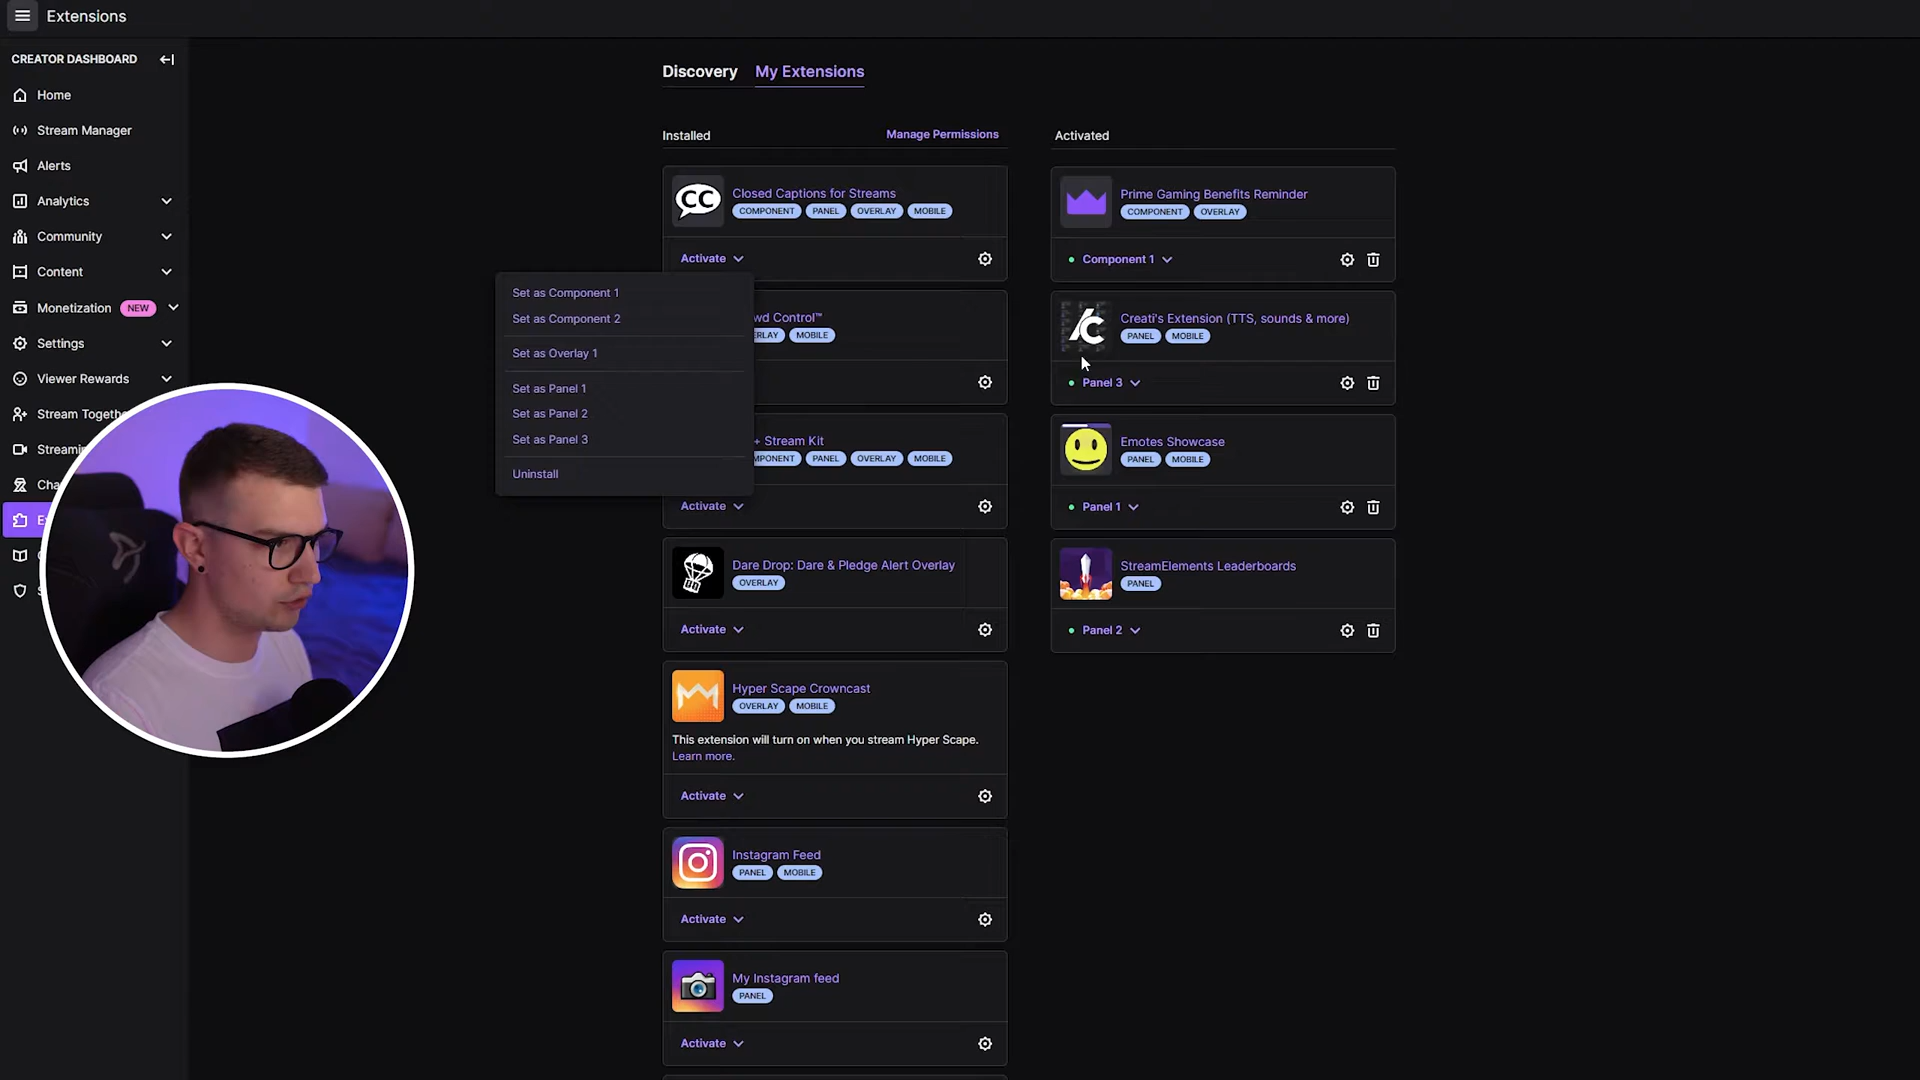 Extensions
CREATOR DASHBOARD
Home
Stream Manager
Alerts
Analytics
Community
Content
Monetization NEW
Settings
Viewer Rewards
Stream
Discovery My Extensions
Installed Manage Permissions
CC
Closed Captions for Streams
COMPONENT PANEL OVERLAY MOBILE
Activate
Set as Component 1
Set as Component 2
Set as Overlay 1
Set as Panel 1
Set as Panel 2
Set as Panel 3
Uninstall
wd Control™
RLAY MOBILE
+ Stream Kit
MPONENT PANEL OVERLAY MOBILE
Activate
Dare Drop: Dare & Pledge Alert Overlay
OVERLAY
Activate
Hyper Scape Crowncast
OVERLAY MOBILE
This extension will turn on when you stream Hyper Scape.
Learn more.
Activate
Instagram Feed
PANEL MOBILE
Activate
My Instagram feed
PANEL
Activate
Activated
Prime Gaming Benefits Reminder
COMPONENT OVERLAY
Component 1
Creati's Extension (TTS, sounds & more)
PANEL MOBILE
Panel 3
Emotes Showcase
PANEL MOBILE
Panel 1
StreamElements Leaderboards
PANEL
Panel 2